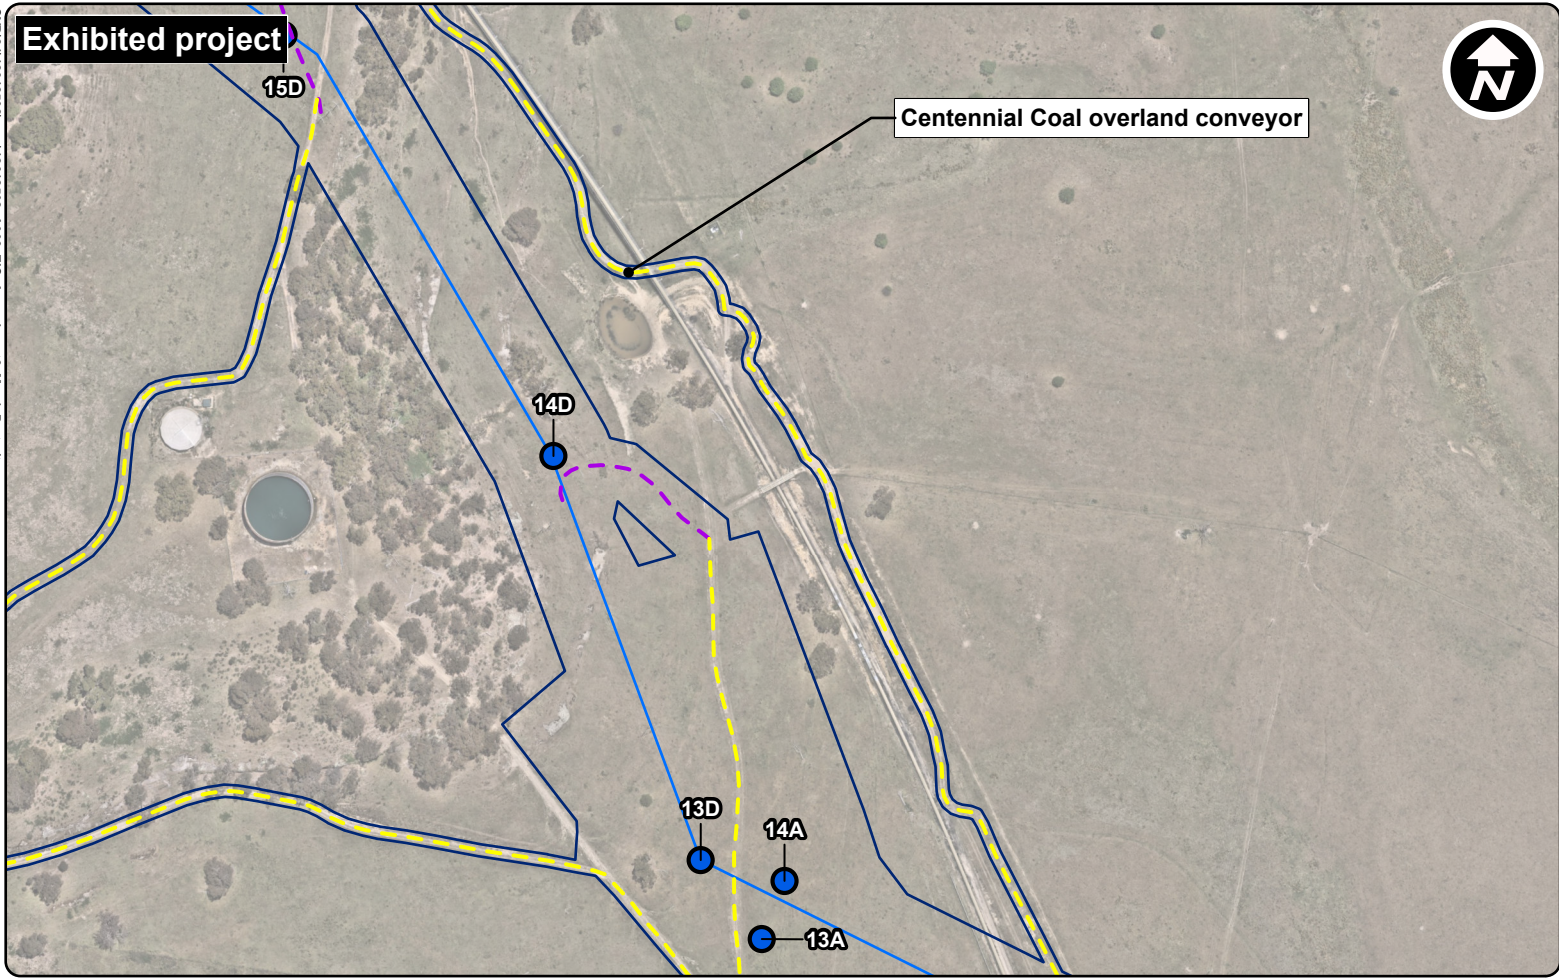 Exhibited project
N
15D
Centennial Coal overland conveyor
14D
13D
14A
13A